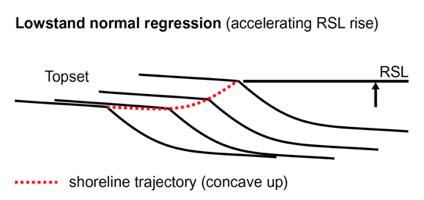 Lowstand normal regression (accelerating RSL rise)
Topset
RSL
shoreline trajectory (concave up)